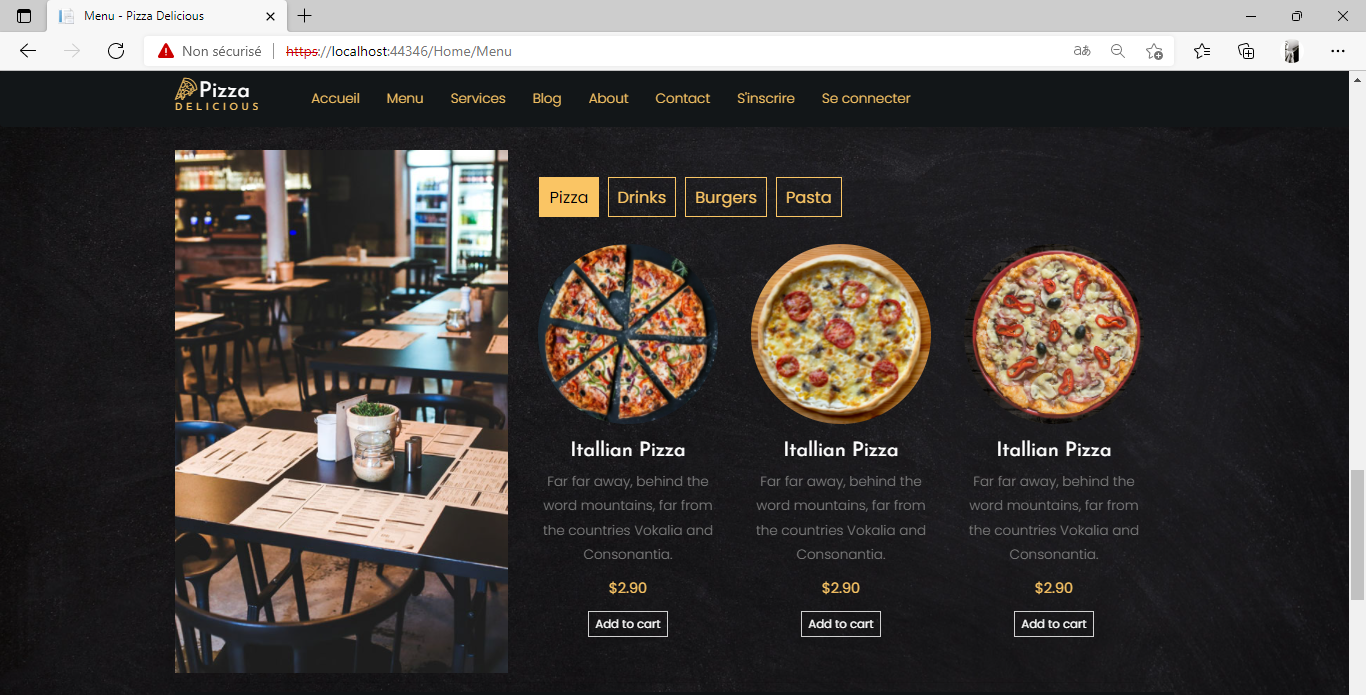 Menu - Pizza Delicious
Non sécurisé
https://localhost:44346/Home/Menu
aあ
Pizza
DELICIOUS
Accueil Menu Services Blog About Contact S'inscrire Se connecter
Pizza Drinks Burgers Pasta
Itallian Pizza
Far far away, behind the
word mountains, far from
the countries Vokalia and
Consonantia.
$2.90
Add to cart
Itallian Pizza
Far far away, behind the
word mountains, far from
the countries Vokalia and
Consonantia.
$2.90
Add to cart
Itallian Pizza
Far far away, behind the
word mountains, far from
the countries Vokalia and
Consonantia.
$2.90
Add to cart